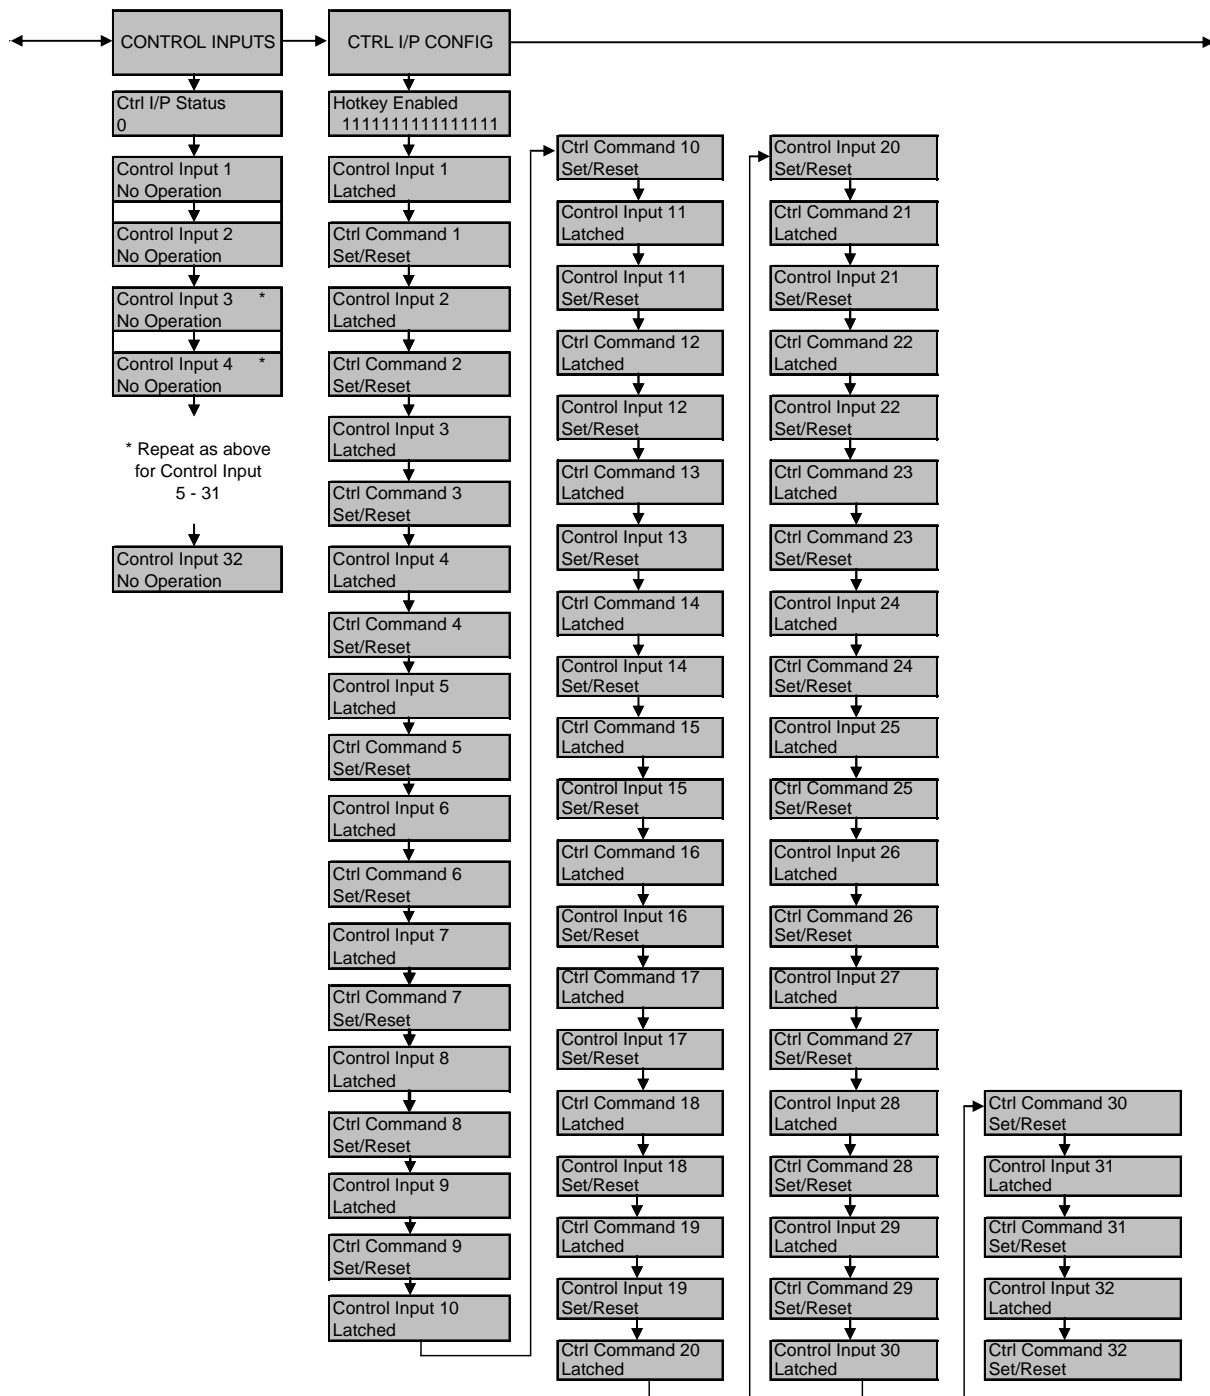 CONTROL INPUTS
CTRL I/P CONFIG
Ctrl I/P Status
0
Control Input 1
No Operation
Control Input 2
No Operation
Control Input 3 *
No Operation
Control Input 4 *
No Operation
* Repeat as above
for Control Input
5 - 31
Control Input 32
No Operation
Hotkey Enabled
1111111111111111
Control Input 1
Latched
Ctrl Command 1
Set/Reset
Control Input 2
Latched
Ctrl Command 2
Set/Reset
Control Input 3
Latched
Ctrl Command 3
Set/Reset
Control Input 4
Latched
Ctrl Command 4
Set/Reset
Control Input 5
Latched
Ctrl Command 5
Set/Reset
Control Input 6
Latched
Ctrl Command 6
Set/Reset
Control Input 7
Latched
Ctrl Command 7
Set/Reset
Control Input 8
Latched
Ctrl Command 8
Set/Reset
Control Input 9
Latched
Ctrl Command 9
Set/Reset
Control Input 10
Latched
Ctrl Command 10
Set/Reset
Control Input 11
Latched
Control Input 11
Set/Reset
Ctrl Command 12
Latched
Control Input 12
Set/Reset
Ctrl Command 13
Latched
Control Input 13
Set/Reset
Ctrl Command 14
Latched
Control Input 14
Set/Reset
Ctrl Command 15
Latched
Control Input 15
Set/Reset
Ctrl Command 16
Latched
Control Input 16
Set/Reset
Ctrl Command 17
Latched
Control Input 17
Set/Reset
Ctrl Command 18
Latched
Control Input 18
Set/Reset
Ctrl Command 19
Latched
Control Input 19
Set/Reset
Ctrl Command 20
Latched
Control Input 20
Set/Reset
Ctrl Command 21
Latched
Control Input 21
Set/Reset
Ctrl Command 22
Latched
Control Input 22
Set/Reset
Ctrl Command 23
Latched
Ctrl Command 23
Set/Reset
Control Input 24
Latched
Ctrl Command 24
Set/Reset
Control Input 25
Latched
Ctrl Command 25
Set/Reset
Control Input 26
Latched
Ctrl Command 26
Set/Reset
Control Input 27
Latched
Ctrl Command 27
Set/Reset
Control Input 28
Latched
Ctrl Command 28
Set/Reset
Control Input 29
Latched
Ctrl Command 29
Set/Reset
Control Input 30
Latched
Ctrl Command 30
Set/Reset
Control Input 31
Latched
Ctrl Command 31
Set/Reset
Control Input 32
Latched
Ctrl Command 32
Set/Reset